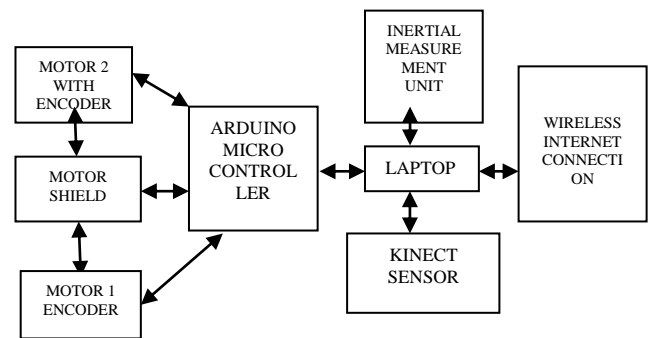 MOTOR 2
WITH
ENCODER
MOTOR
SHIELD
MOTOR 1
ENCODER
ARDUINO
MICRO
CONTROL
LER
INERTIAL
MEASURE
MENT
UNIT
LAPTOP
KINECT
SENSOR
WIRELESS
INTERNET
CONNECTI
ON